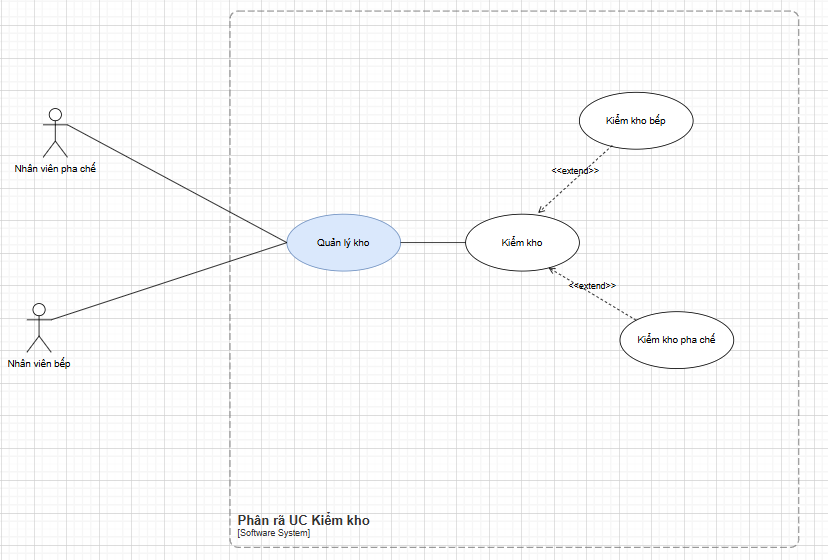 Kiểm kho bếp
Nhân viên pha chế
<<extend>>
Quản lý kho
Kiểm kho
<<extend>>
Kiểm kho pha chế
Nhân viên bếp
Phân rã UC Kiểm kho
[Software System]